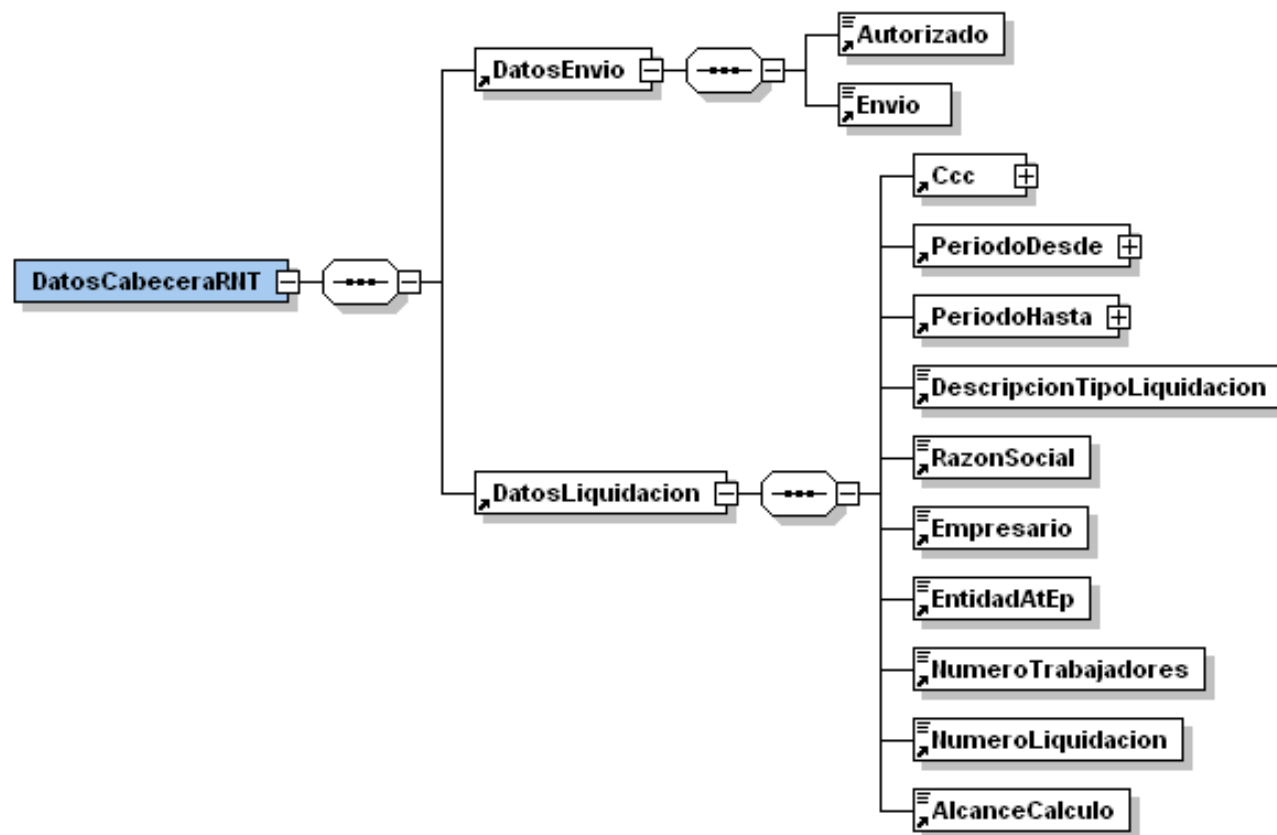 DatosCabeceraRNT
DatosEnvio
Autorizado
Envio
DatosLiquidacion
Ccc
PeriodoDesde
PeriodoHasta
DescripcionTipoLiquidacion
RazonSocial
Empresario
EntidadAtEp
NumeroTrabajadores
NumeroLiquidacion
AlcanceCalculo